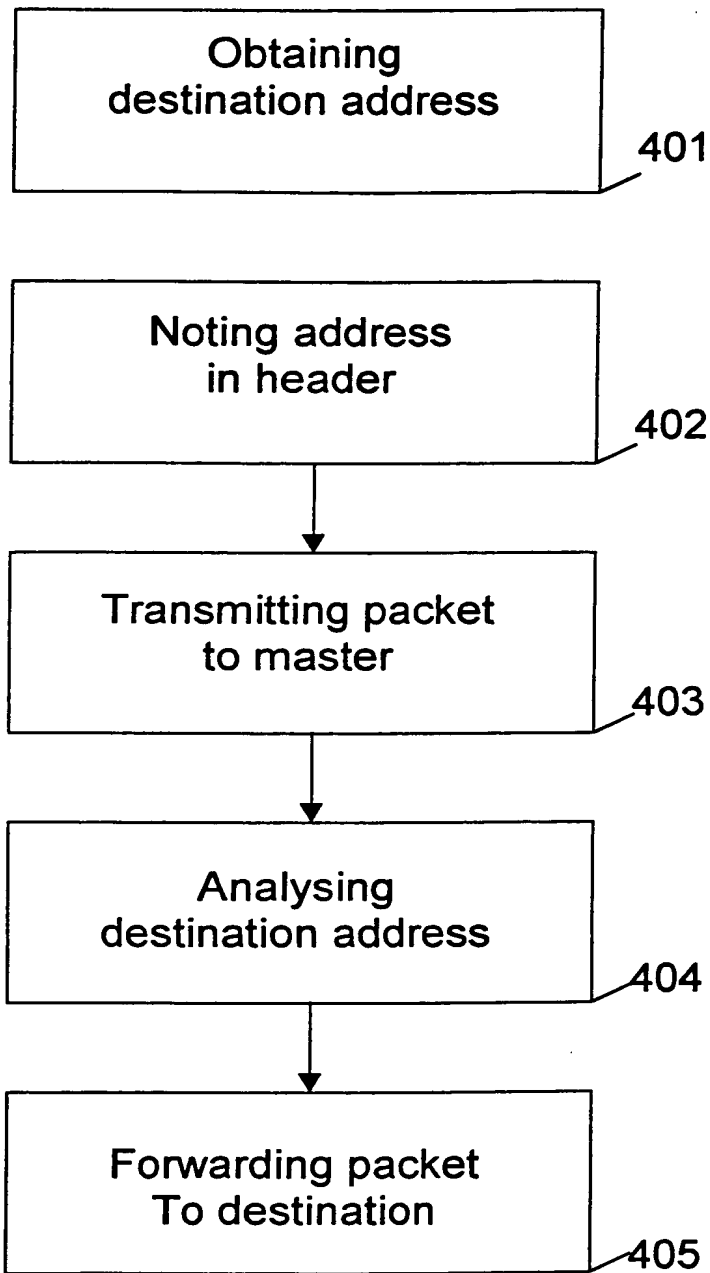 Obtaining
destination address
401
Noting address
in header
402
Transmitting packet
to master
403
Analysing
destination address
404
Forwarding packet
To destination
405